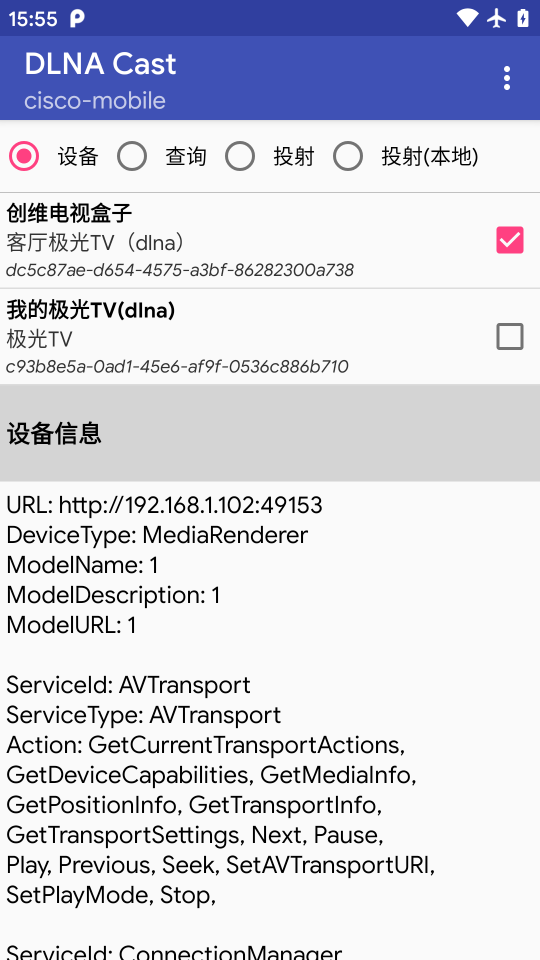 15:55
DLNA Cast
cisco-mobile
设备 查询 投射 投射(本地)
创维电视盒子
客厅极光TV（dlna）
dc5c87ae-d654-4575-a3bf-86282300a738
我的极光TV(dlna)
极光TV
c93b8e5a-0ad1-45e6-af9f-0536c886b710
设备信息
URL: http://192.168.1.102:49153
DeviceType: MediaRenderer
ModelName: 1
ModelDescription: 1
ModelURL: 1
ServiceId: AVTransport
ServiceType: AVTransport
Action: GetCurrentTransportActions,
GetDeviceCapabilities, GetMediaInfo,
GetPositionInfo, GetTransportInfo,
GetTransportSettings, Next, Pause,
Play, Previous, Seek, SetAVTransportURI,
SetPlayMode, Stop,
ServiceId: ConnectionManager